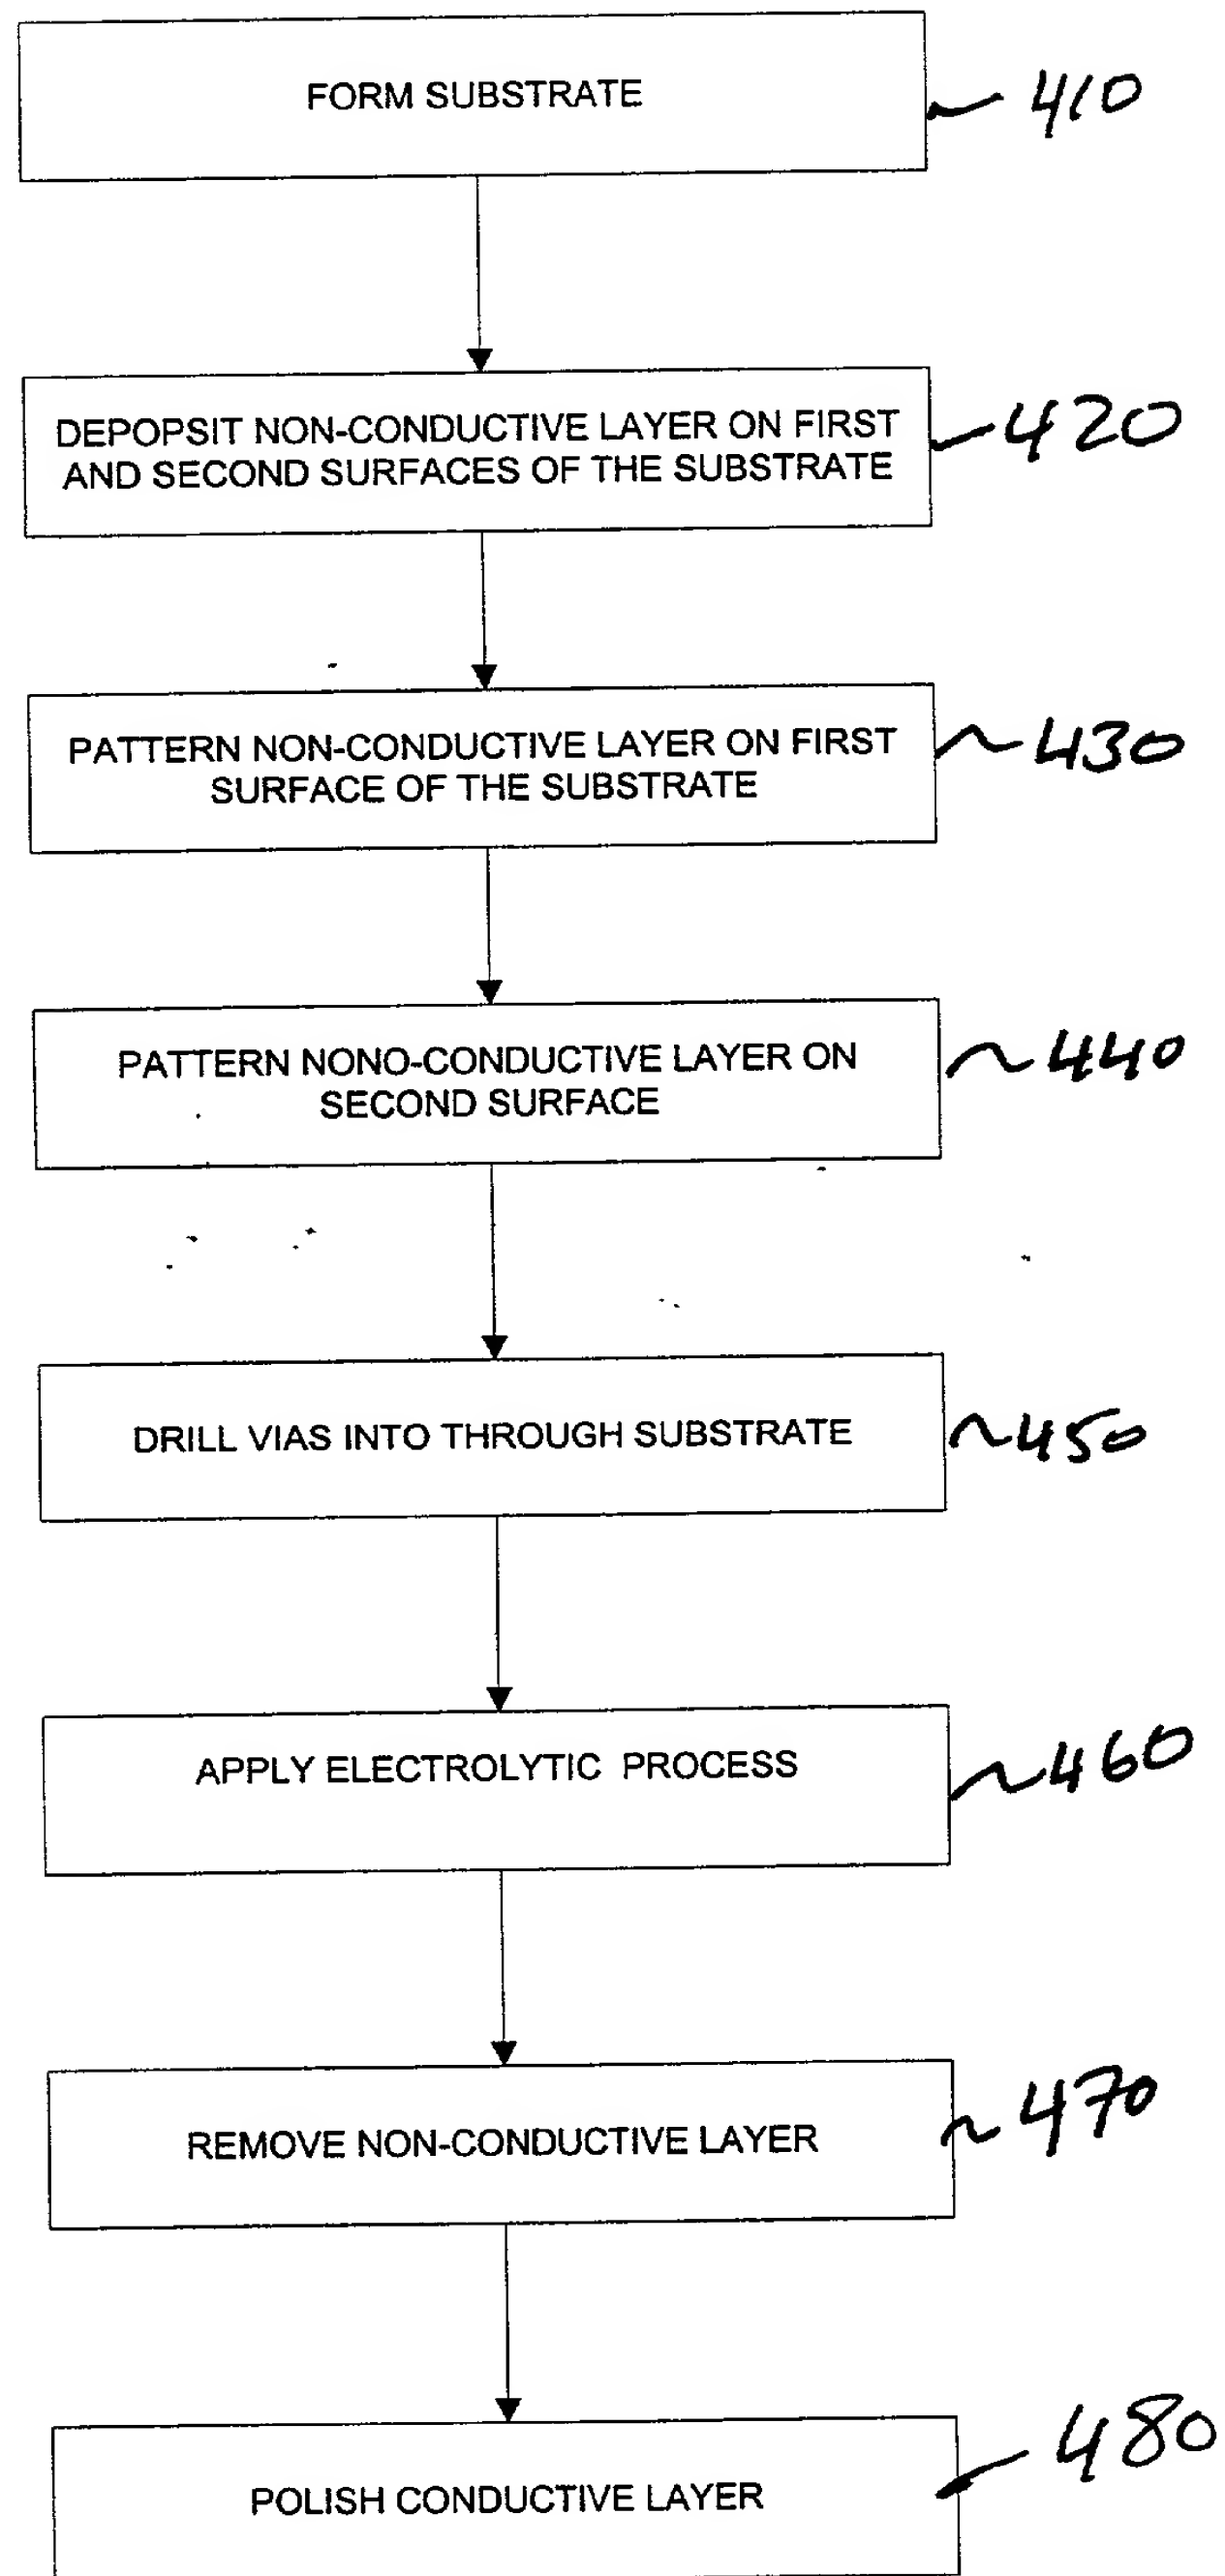 FORM SUBSTRATE
410
DEPOPSIT NON-CONDUCTIVE LAYER ON FIRST
AND SECOND SURFACES OF THE SUBSTRATE
420
PATTERN NON-CONDUCTIVE LAYER ON FIRST
SURFACE OF THE SUBSTRATE
430
PATTERN NONO-CONDUCTIVE LAYER ON
SECOND SURFACE
440
DRILL VIAS INTO THROUGH SUBSTRATE
450
APPLY ELECTROLYTIC PROCESS
460
REMOVE NON-CONDUCTIVE LAYER
470
POLISH CONDUCTIVE LAYER
480